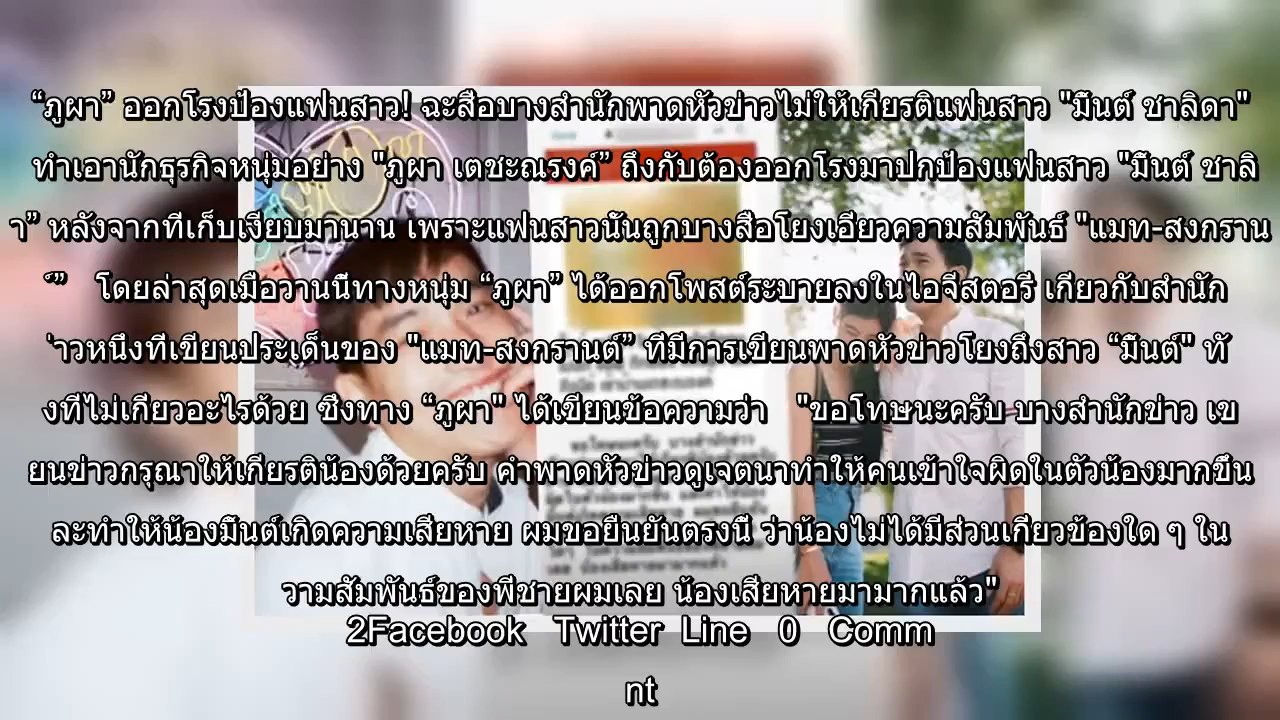 “ภูผา” ออกโรงป้องแฟนสาว! ฉะสื่อบางสำนักพาดหัวข่าวไม่ให้เกียรติแฟนสาว "มิ้นต์ ชาลิดา"
ทำเอานักธุรกิจหนุ่มอย่าง "ภูผา เตชะณรงค์” ถึงกับต้องออกโรงมาปกป้องแฟนสาว "มิ้นต์ ชาลิ
า” หลังจากที่เก็บเงียบมานาน เพราะแฟนสาวนั้นถูกบางสื่อโยงเอี่ยวความสัมพันธ์ "แมท-สงกราน
์” โดยล่าสุดเมื่อวานนี้ทางหนุ่ม “ภูผา” ได้ออกโพสต์ระบายลงในไอจีสตอรี่ เกี่ยวกับสำนัก
่าวหนึ่งที่เขียนประเด็นของ "แมท-สงกรานต์” ที่มีการเขียนพาดหัวข่าวโยงถึงสาว “มิ้นต์" ทั
งที่ไม่เกี่ยวอะไรด้วย ซึ่งทาง “ภูผา" ได้เขียนข้อความว่า "ขอโทษนะครับ บางสำนักข่าว เข
ยนข่าวกรุณาให้เกียรติน้องด้วยครับ คำพาดหัวข่าวดูเจตนาทำให้คนเข้าใจผิดในตัวน้องมากขึ้น
ละทำให้น้องมิ้นต์เกิดความเสียหาย ผมขอยืนยันตรงนี้ ว่าน้องไม่ได้มีส่วนเกี่ยวข้องใด ๆ ใน
วามสัมพันธ์ของพี่ชายผมเลย น้องเสียหายมามากแล้ว"
2Facebook Twitter Line 0 Comm
nt